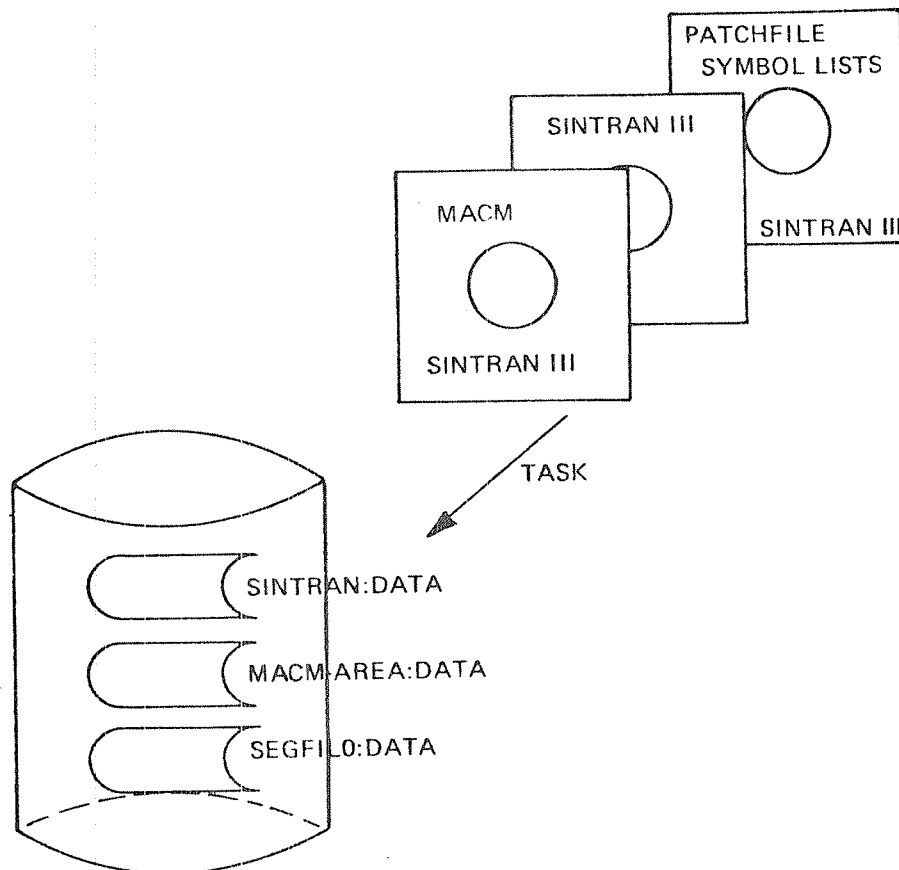 PATCHFILE
SYMBOL LISTS
SINTRAN III
SINTRAN III
MACM
SINTRAN III
TASK
SINTRAN:DATA
MACM-AREA:DATA
SEGFIL0:DATA